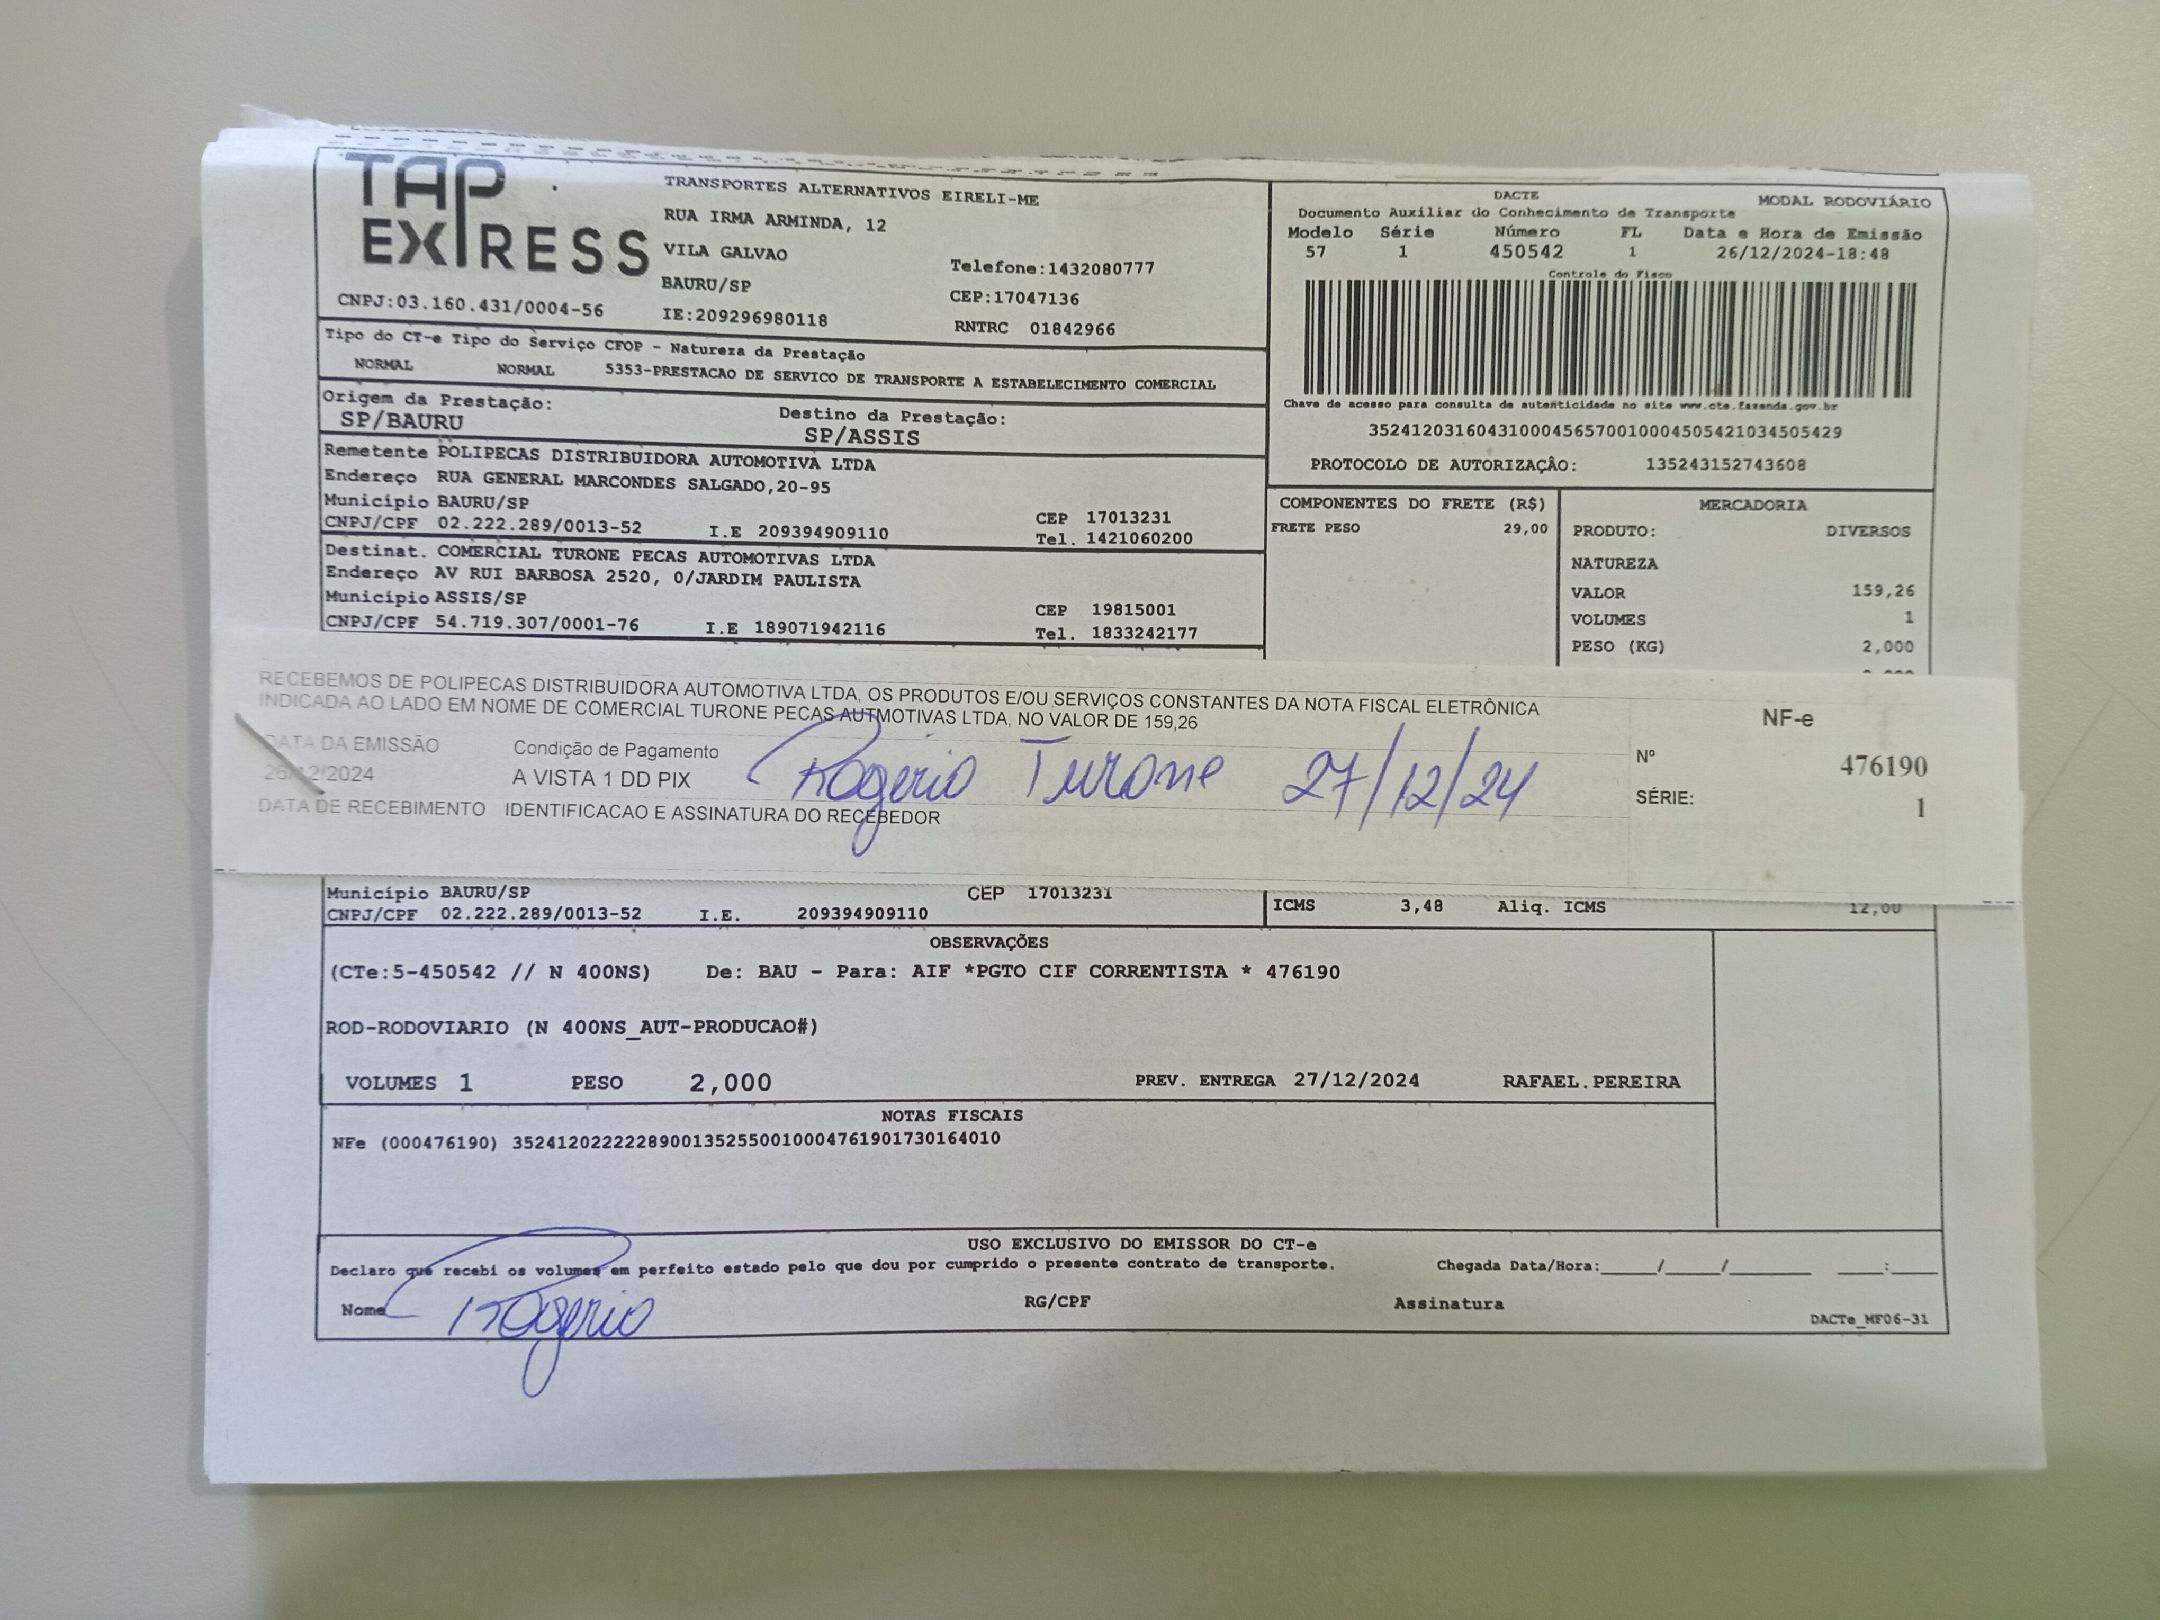 TAP EXPRESS
TRANSPORTES ALTERNATIVOS EIRELI-ME
RUA IRMA ARMINDA, 12
VILA GALVAO
Telefone:1432080777
BAURU/SP
CEP:17047136
CNPJ:03.160.431/0004-56
IE:209296980118
RNTRC 01842966
DACTE
MODAL RODOVIÁRIO
Documento Auxiliar do Conhecimento de Transporte
Modelo Série Número FL Data e Hora de Emissão
57 1 450542 1 26/12/2024-18:48
Controle do Fisco
Chave de acesso para consulta de autenticidade no site www.cte.fazenda.gov.br
35241203160431000456570010004505421034505429
PROTOCOLO DE AUTORIZAÇÂO: 135243152743608
Tipo do CT-e Tipo do Serviço CFOP - Natureza da Prestação
NORMAL NORMAL 5353-PRESTACAO DE SERVICO DE TRANSPORTE A ESTABELECIMENTO COMERCIAL
Origem da Prestação: Destino da Prestação:
SP/BAURU SP/ASSIS
Remetente POLIPECAS DISTRIBUIDORA AUTOMOTIVA LTDA
Endereço RUA GENERAL MARCONDES SALGADO,20-95
Município BAURU/SP CEP 17013231
CNPJ/CPF 02.222.289/0013-52 I.E 209394909110 Tel. 1421060200
Destinat. COMERCIAL TURONE PECAS AUTOMOTIVAS LTDA
Endereço AV RUI BARBOSA 2520, 0/JARDIM PAULISTA
Município ASSIS/SP CEP 19815001
CNPJ/CPF 54.719.307/0001-76 I.E 189071942116 Tel. 1833242177
COMPONENTES DO FRETE (R$)
FRETE PESO 29,00
MERCADORIA
PRODUTO: DIVERSOS
NATUREZA
VALOR 159,26
VOLUMES 1
PESO (KG) 2,000
RECEBEMOS DE POLIPECAS DISTRIBUIDORA AUTOMOTIVA LTDA, OS PRODUTOS E/OU SERVIÇOS CONSTANTES DA NOTA FISCAL ELETRÔNICA
INDICADA AO LADO EM NOME DE COMERCIAL TURONE PECAS AUTMOTIVAS LTDA, NO VALOR DE 159,26
DATA DA EMISSÃO Condição de Pagamento
26/12/2024 A VISTA 1 DD PIX
Rogerio Turone 27/12/24
DATA DE RECEBIMENTO IDENTIFICACAO E ASSINATURA DO RECEBEDOR
NF-e
Nº 476190
SÉRIE: 1
Município BAURU/SP CEP 17013231
CNPJ/CPF 02.222.289/0013-52 I.E. 209394909110
ICMS 3,48 Aliq. ICMS 12,00
OBSERVAÇÕES
(CTe:5-450542 // N 400NS) De: BAU - Para: AIF *PGTO CIF CORRENTISTA * 476190
ROD-RODOVIARIO (N 400NS_AUT-PRODUCAO#)
VOLUMES 1 PESO 2,000 PREV. ENTREGA 27/12/2024 RAFAEL.PEREIRA
NOTAS FISCAIS
NFe (000476190) 35241202222289001352550010004761901730164010
USO EXCLUSIVO DO EMISSOR DO CT-e
Declaro que recebi os volumes em perfeito estado pelo que dou por cumprido o presente contrato de transporte. Chegada Data/Hora:____/____/______ ___:____
Nome Rogerio RG/CPF Assinatura
DACTe_MF06-31